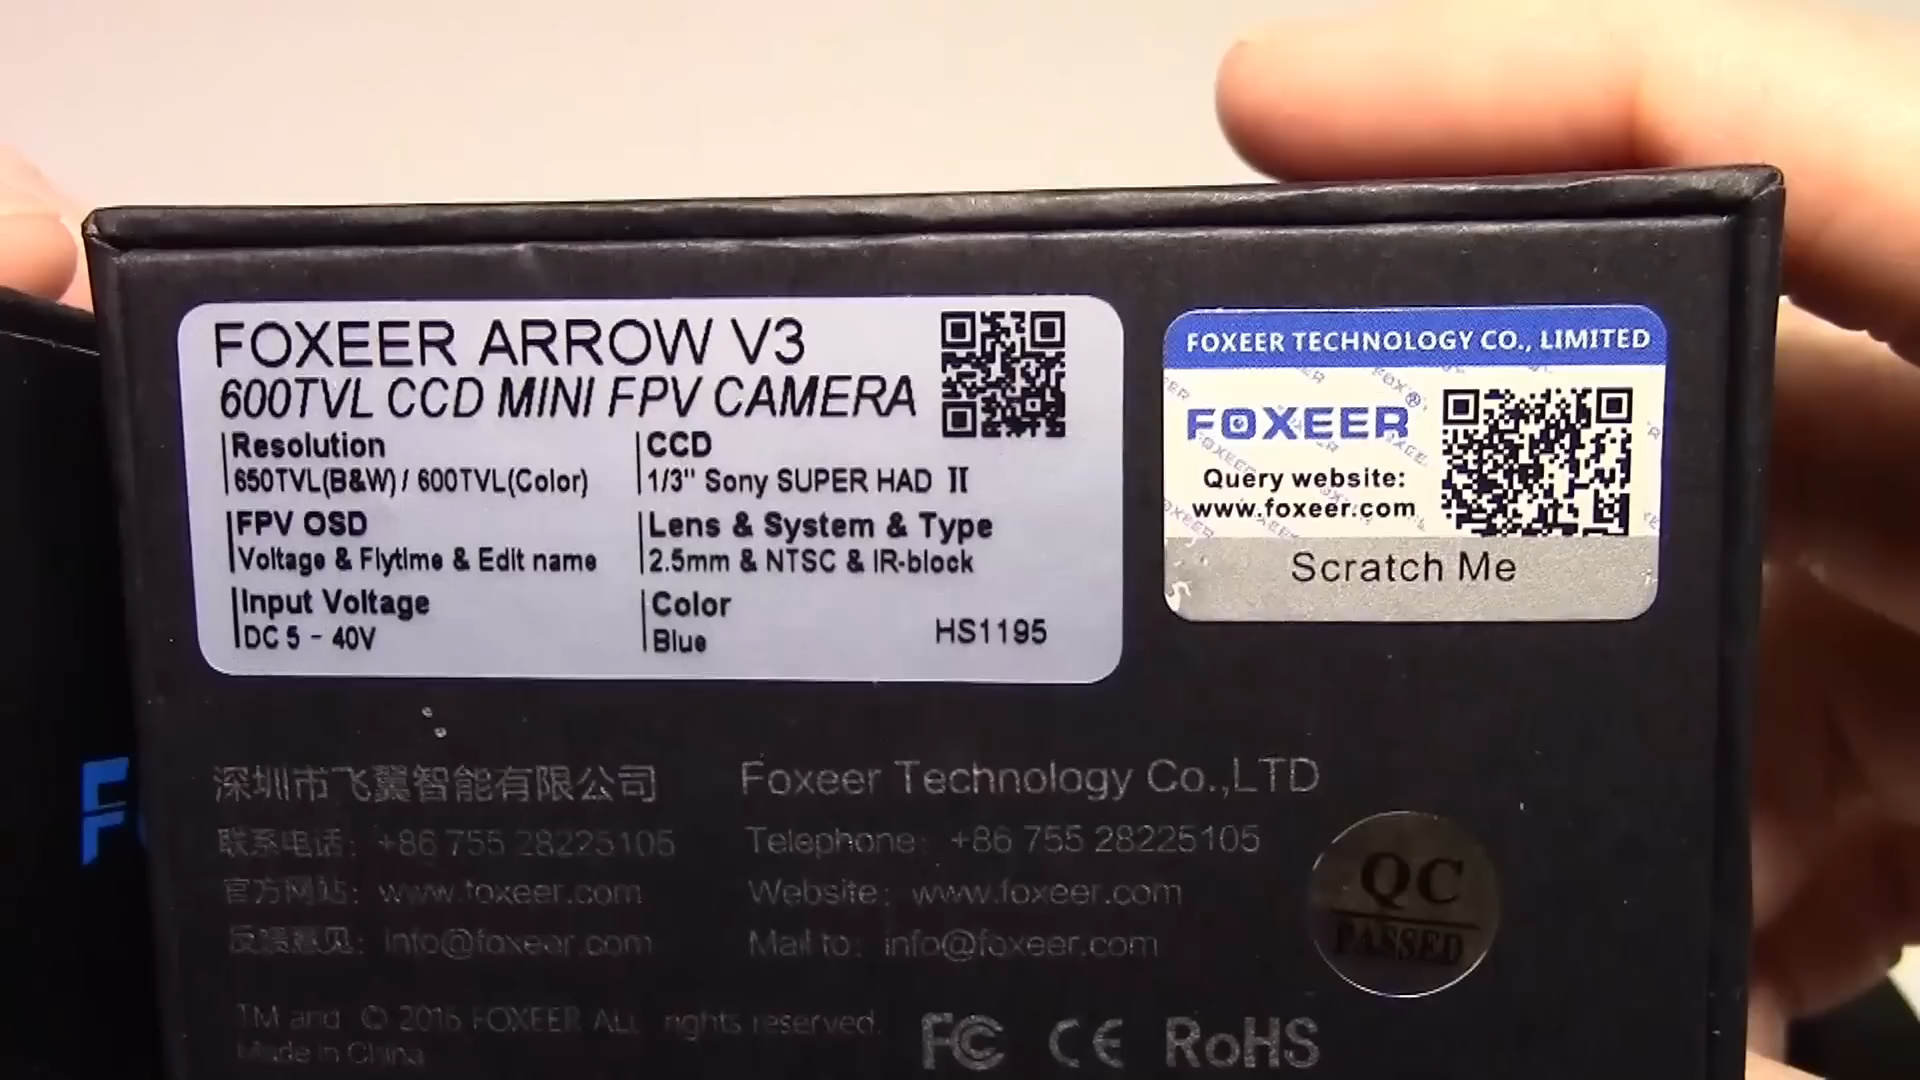 FOXEER ARROW V3
600TVL CCD MINI FPV CAMERA
Resolution
650TVL(B&W) / 600TVL(Color)
CCD
1/3" Sony SUPER HAD II
FPV OSD
Voltage & Flytime & Edit name
Lens & System & Type
2.5mm & NTSC & IR-block
Input Voltage
DC 5 - 40V
Color
Blue
HS1195
FOXEER TECHNOLOGY CO., LIMITED
FOXEER®
Query website:
www.foxeer.com
Scratch Me
深圳市飞翼智能有限公司
联系电话: +86 755 28225105
官方网站: www.foxeer.com
反馈意见: info@foxeer.com
Foxeer Technology Co.,LTD
Telephone: +86 755 28225105
Website: www.foxeer.com
Mail to: info@foxeer.com
QC
PASSED
TM and © 2016 FOXEER ALL rights reserved.
Made in China
FC CE RoHS